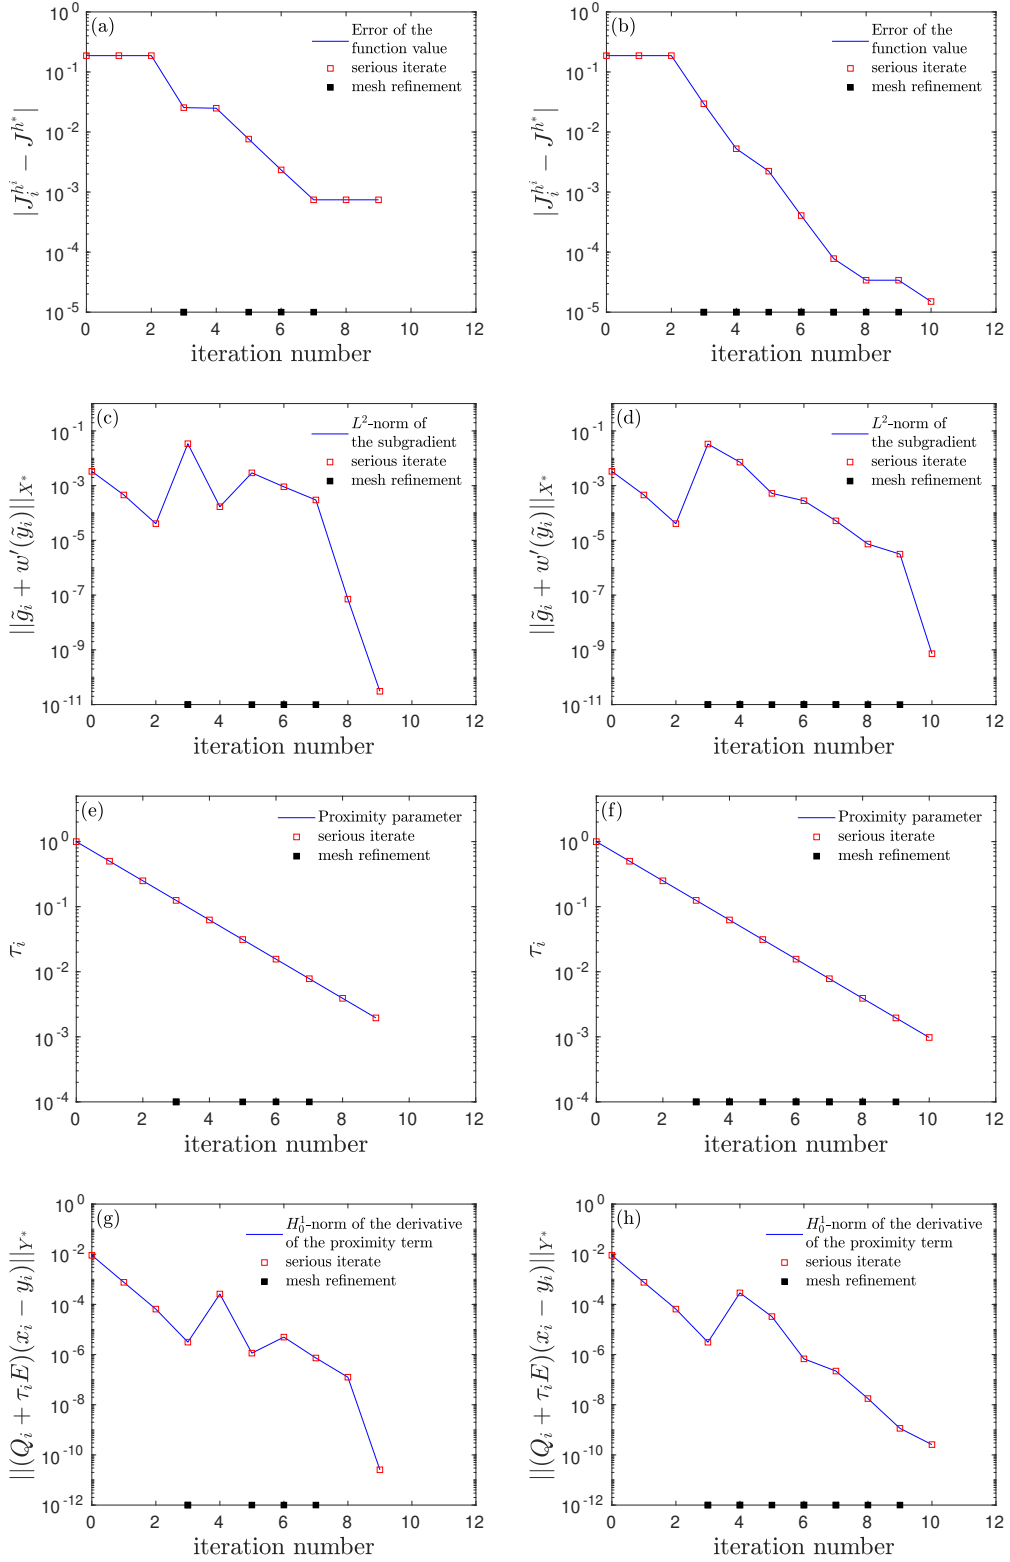 (a)
Error of the
function value
serious iterate
mesh refinement
10^0
10^-1
10^-2
10^-3
10^-4
10^-5
|J_i^{h^i} − J^{h*}|
0 2 4 6 8 10 12
iteration number
(b)
Error of the
function value
serious iterate
mesh refinement
10^0
10^-1
10^-2
10^-3
10^-4
10^-5
|J_i^{h^i} − J^{h*}|
0 2 4 6 8 10 12
iteration number
(c)
L^2-norm of
the subgradient
serious iterate
mesh refinement
10^-1
10^-3
10^-5
10^-7
10^-9
10^-11
||g̃_i + w′(ỹ_i)||_{X*}
0 2 4 6 8 10 12
iteration number
(d)
L^2-norm of
the subgradient
serious iterate
mesh refinement
10^-1
10^-3
10^-5
10^-7
10^-9
10^-11
||g̃_i + w′(ỹ_i)||_{X*}
0 2 4 6 8 10 12
iteration number
(e)
Proximity parameter
serious iterate
mesh refinement
10^0
10^-1
10^-2
10^-3
10^-4
τ_i
0 2 4 6 8 10 12
iteration number
(f)
Proximity parameter
serious iterate
mesh refinement
10^0
10^-1
10^-2
10^-3
10^-4
τ_i
0 2 4 6 8 10 12
iteration number
(g)
H_0^1-norm of the derivative
of the proximity term
serious iterate
mesh refinement
10^0
10^-2
10^-4
10^-6
10^-8
10^-10
10^-12
||(Q_i + τ_i E)(x_i − y_i)||_{Y*}
0 2 4 6 8 10 12
iteration number
(h)
H_0^1-norm of the derivative
of the proximity term
serious iterate
mesh refinement
10^0
10^-2
10^-4
10^-6
10^-8
10^-10
10^-12
||(Q_i + τ_i E)(x_i − y_i)||_{Y*}
0 2 4 6 8 10 12
iteration number